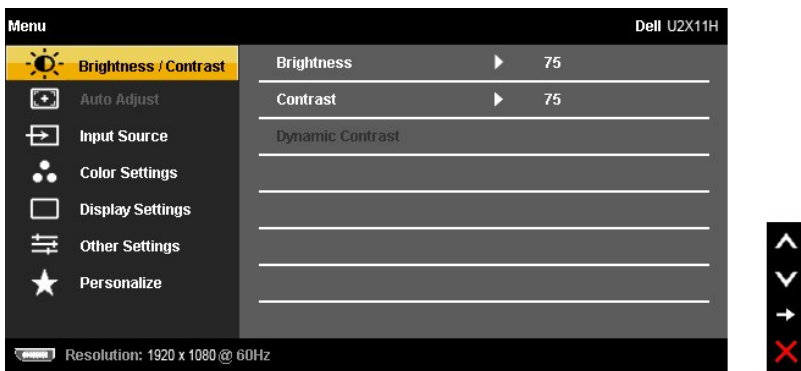 Menu Dell U2X11H
Brightness / Contrast Brightness 75
Auto Adjust Contrast 75
Input Source Dynamic Contrast
Color Settings
Display Settings
Other Settings
Personalize
Resolution: 1920 x 1080 @ 60Hz